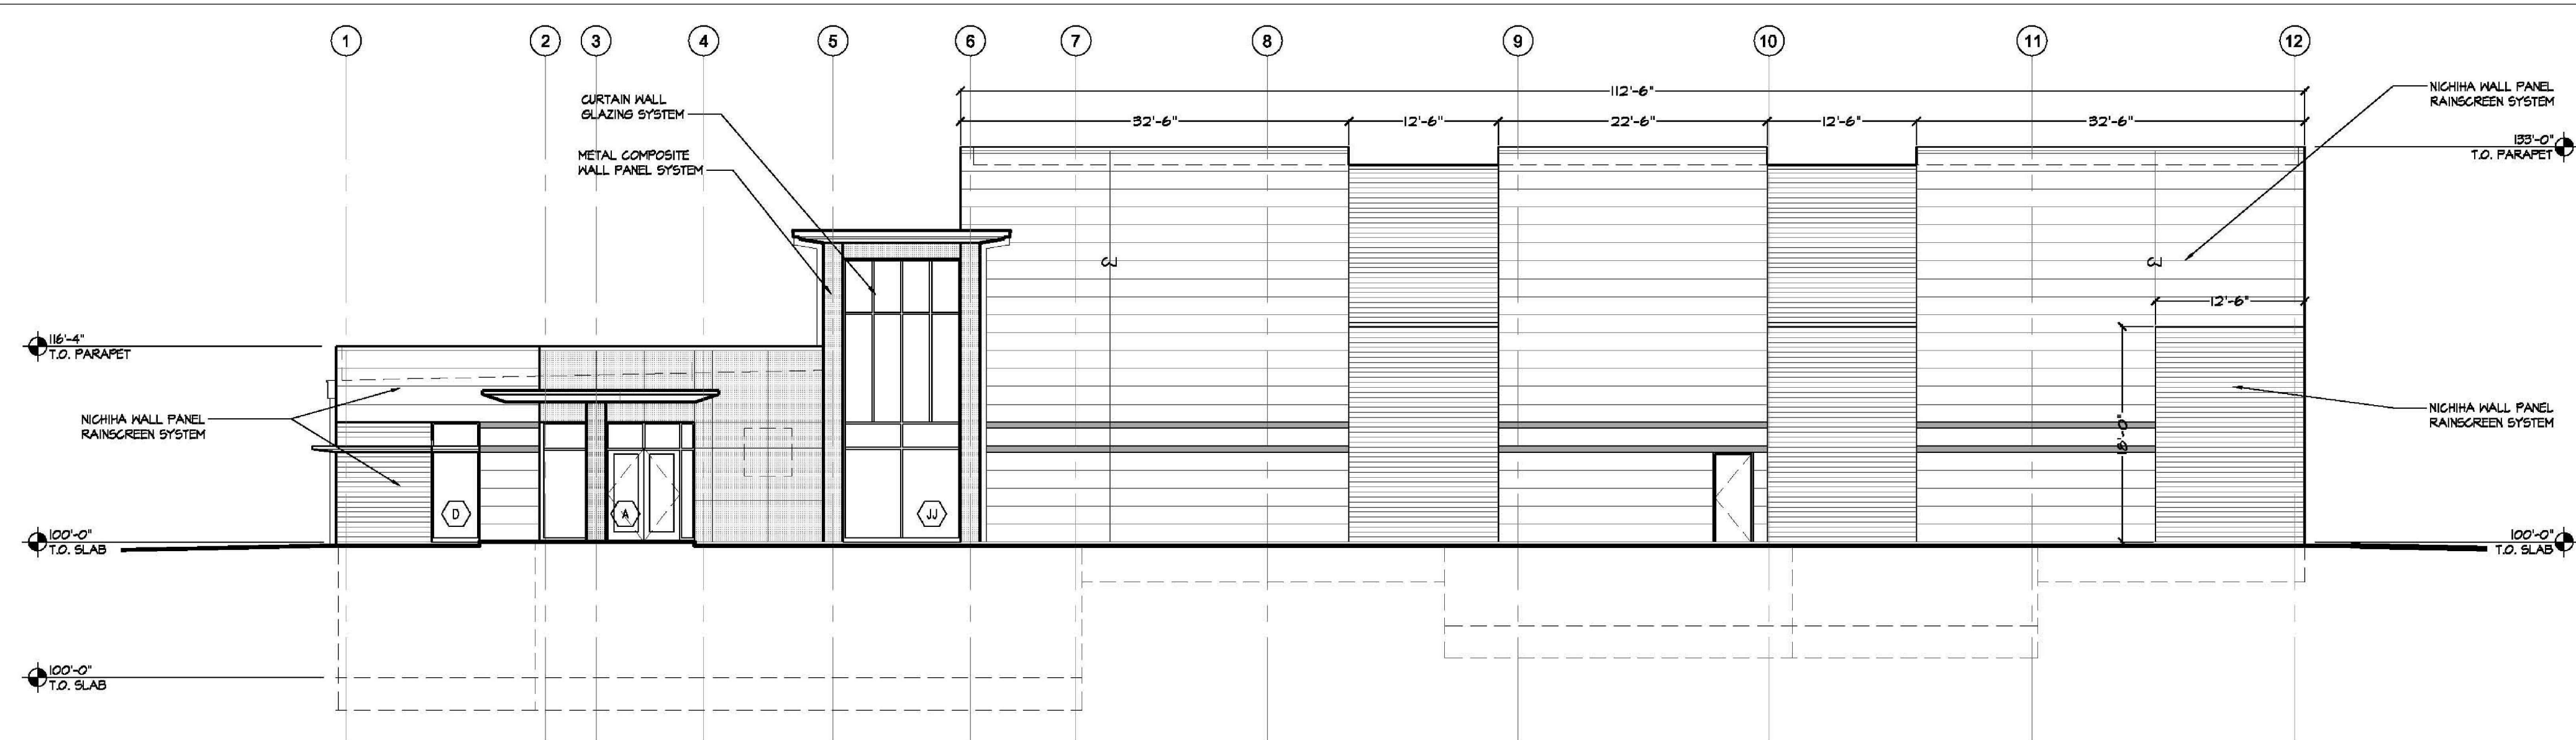 1 2 3 4 5 6 7 8 9 10 11 12
CURTAIN WALL
GLAZING SYSTEM
METAL COMPOSITE
WALL PANEL SYSTEM
112'-6"
32'-6" 12'-6" 22'-6" 12'-6" 32'-6"
NICHIHA WALL PANEL
RAINSCREEN SYSTEM
133'-0"
T.O. PARAPET
3 3
12'-6"
116'-4"
T.O. PARAPET
NICHIHA WALL PANEL
RAINSCREEN SYSTEM
18'-0"
NICHIHA WALL PANEL
RAINSCREEN SYSTEM
D A JJ
100'-0"
T.O. SLAB
100'-0"
T.O. SLAB
100'-0"
T.O. SLAB